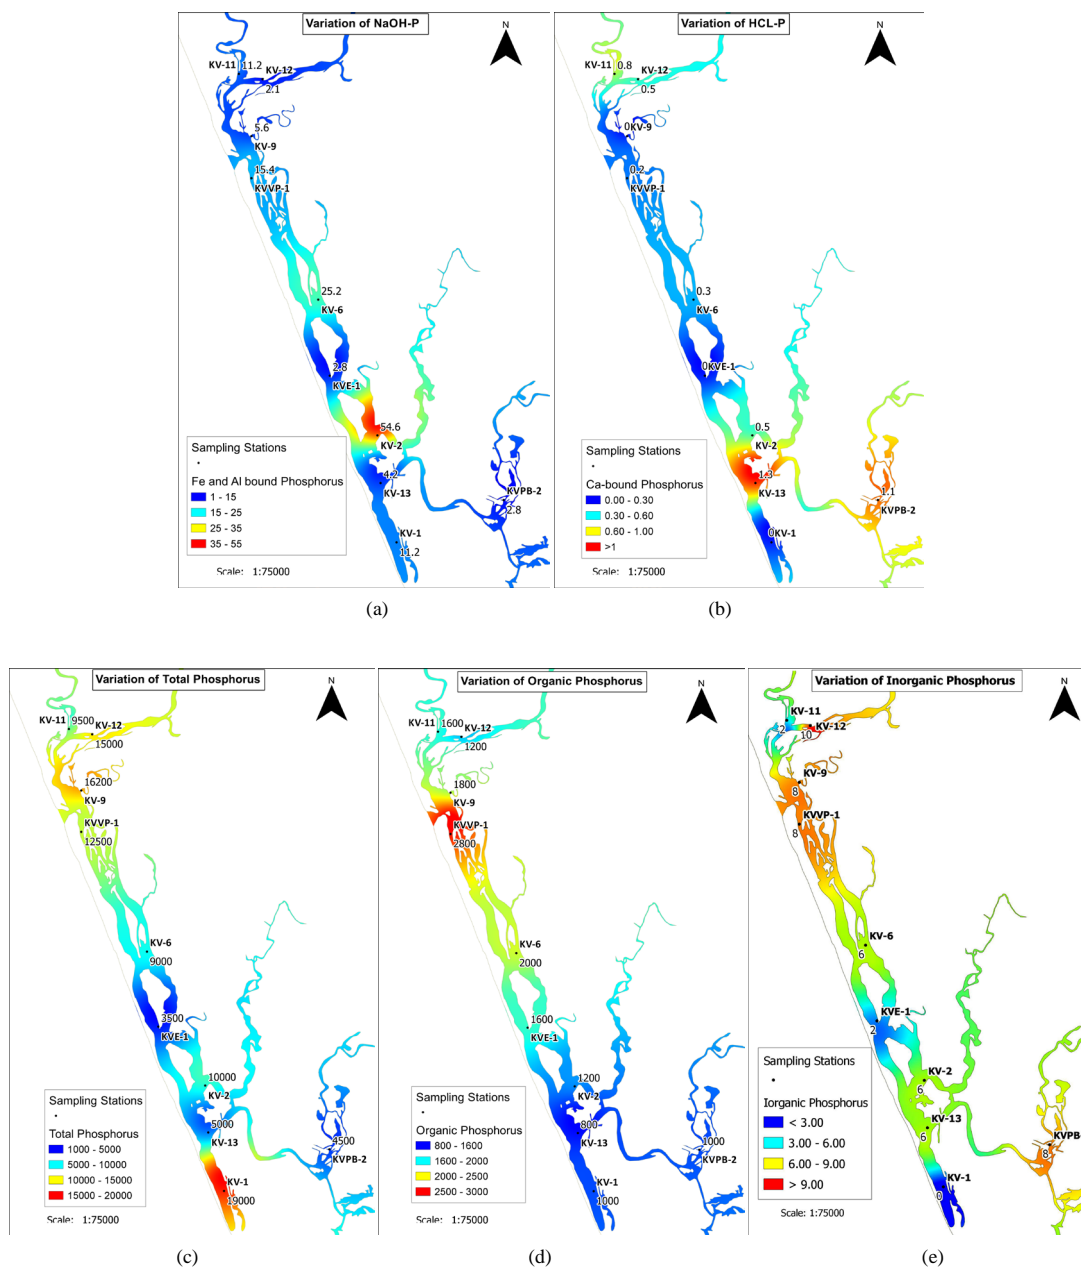 Variation of NaOH-P
N
KV-11
11.2
KV-12
2.1
5.6
KV-9
15.4
KVVP-1
25.2
KV-6
2.8
KVE-1
54.6
KV-2
4.2
KV-13
KVPB-2
2.8
KV-1
11.2
Sampling Stations
Fe and Al bound Phosphorus
1 - 15
15 - 25
25 - 35
35 - 55
Scale: 1:75000
(a)
Variation of HCL-P
N
KV-11
0.8
KV-12
0.5
0
KV-9
0.2
KVVP-1
0.3
KV-6
0
KVE-1
0.5
KV-2
1.3
KV-13
1.1
KVPB-2
0
KV-1
Sampling Stations
Ca-bound Phosphorus
0.00 - 0.30
0.30 - 0.60
0.60 - 1.00
>1
Scale: 1:75000
(b)
Variation of Total Phosphorus
N
KV-11
9500
KV-12
15000
16200
KV-9
KVVP-1
12500
KV-6
9000
3500
KVE-1
10000
KV-2
5000
KV-13
4500
KVPB-2
KV-1
19000
Sampling Stations
Total Phosphorus
1000 - 5000
5000 - 10000
10000 - 15000
15000 - 20000
Scale: 1:75000
(c)
Variation of Organic Phosphorus
N
KV-11
1600
KV-12
1200
1800
KV-9
KVVP-1
2800
KV-6
2000
1600
KVE-1
1200
KV-2
800
KV-13
1000
KVPB-2
KV-1
1000
Sampling Stations
Organic Phosphorus
800 - 1600
1600 - 2000
2000 - 2500
2500 - 3000
Scale: 1:75000
(d)
Variation of Inorganic Phosphorus
N
KV-11
2
KV-12
10
KV-9
8
KVVP-1
8
KV-6
6
KVE-1
2
KV-2
6
KV-13
6
KVPB-
8
KV-1
0
Sampling Stations
Iorganic Phosphorus
< 3.00
3.00 - 6.00
6.00 - 9.00
> 9.00
Scale: 1:75000
(e)